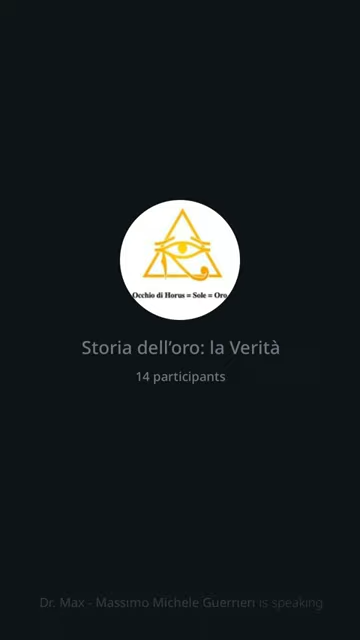 Occhio di Horus = Sole = Oro
Storia dell’oro: la Verità
14 participants
Dr. Max - Massimo Michele Guerrieri is speaking